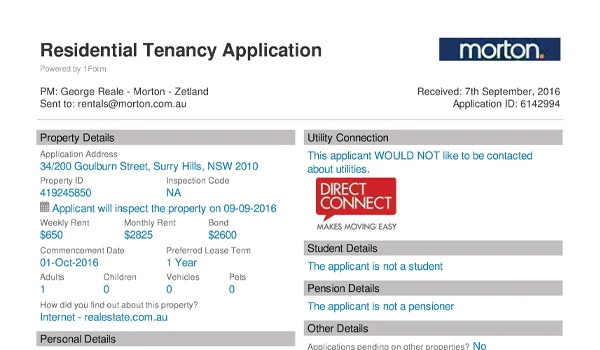 Residential Tenancy Application
morton.
Powered by 1Form
PM: George Reale - Morton - Zetland
Received: 7th September, 2016
Sent to: rentals@morton.com.au
Application ID: 6142994
Property Details
Application Address
34/200 Goulburn Street, Surry Hills, NSW 2010
Property ID Inspection Code
419245850 NA
Applicant will inspect the property on 09-09-2016
Weekly Rent Monthly Rent Bond
$650 $2825 $2600
Commencement Date Preferred Lease Term
01-Oct-2016 1 Year
Adults Children Vehicles Pets
1 0 0 0
How did you find out about this property?
Internet - realestate.com.au
Personal Details
Utility Connection
This applicant WOULD NOT like to be contacted
about utilities.
DIRECT
CONNECT
MAKES MOVING EASY
Student Details
The applicant is not a student
Pension Details
The applicant is not a pensioner
Other Details
Applications pending on other properties? No